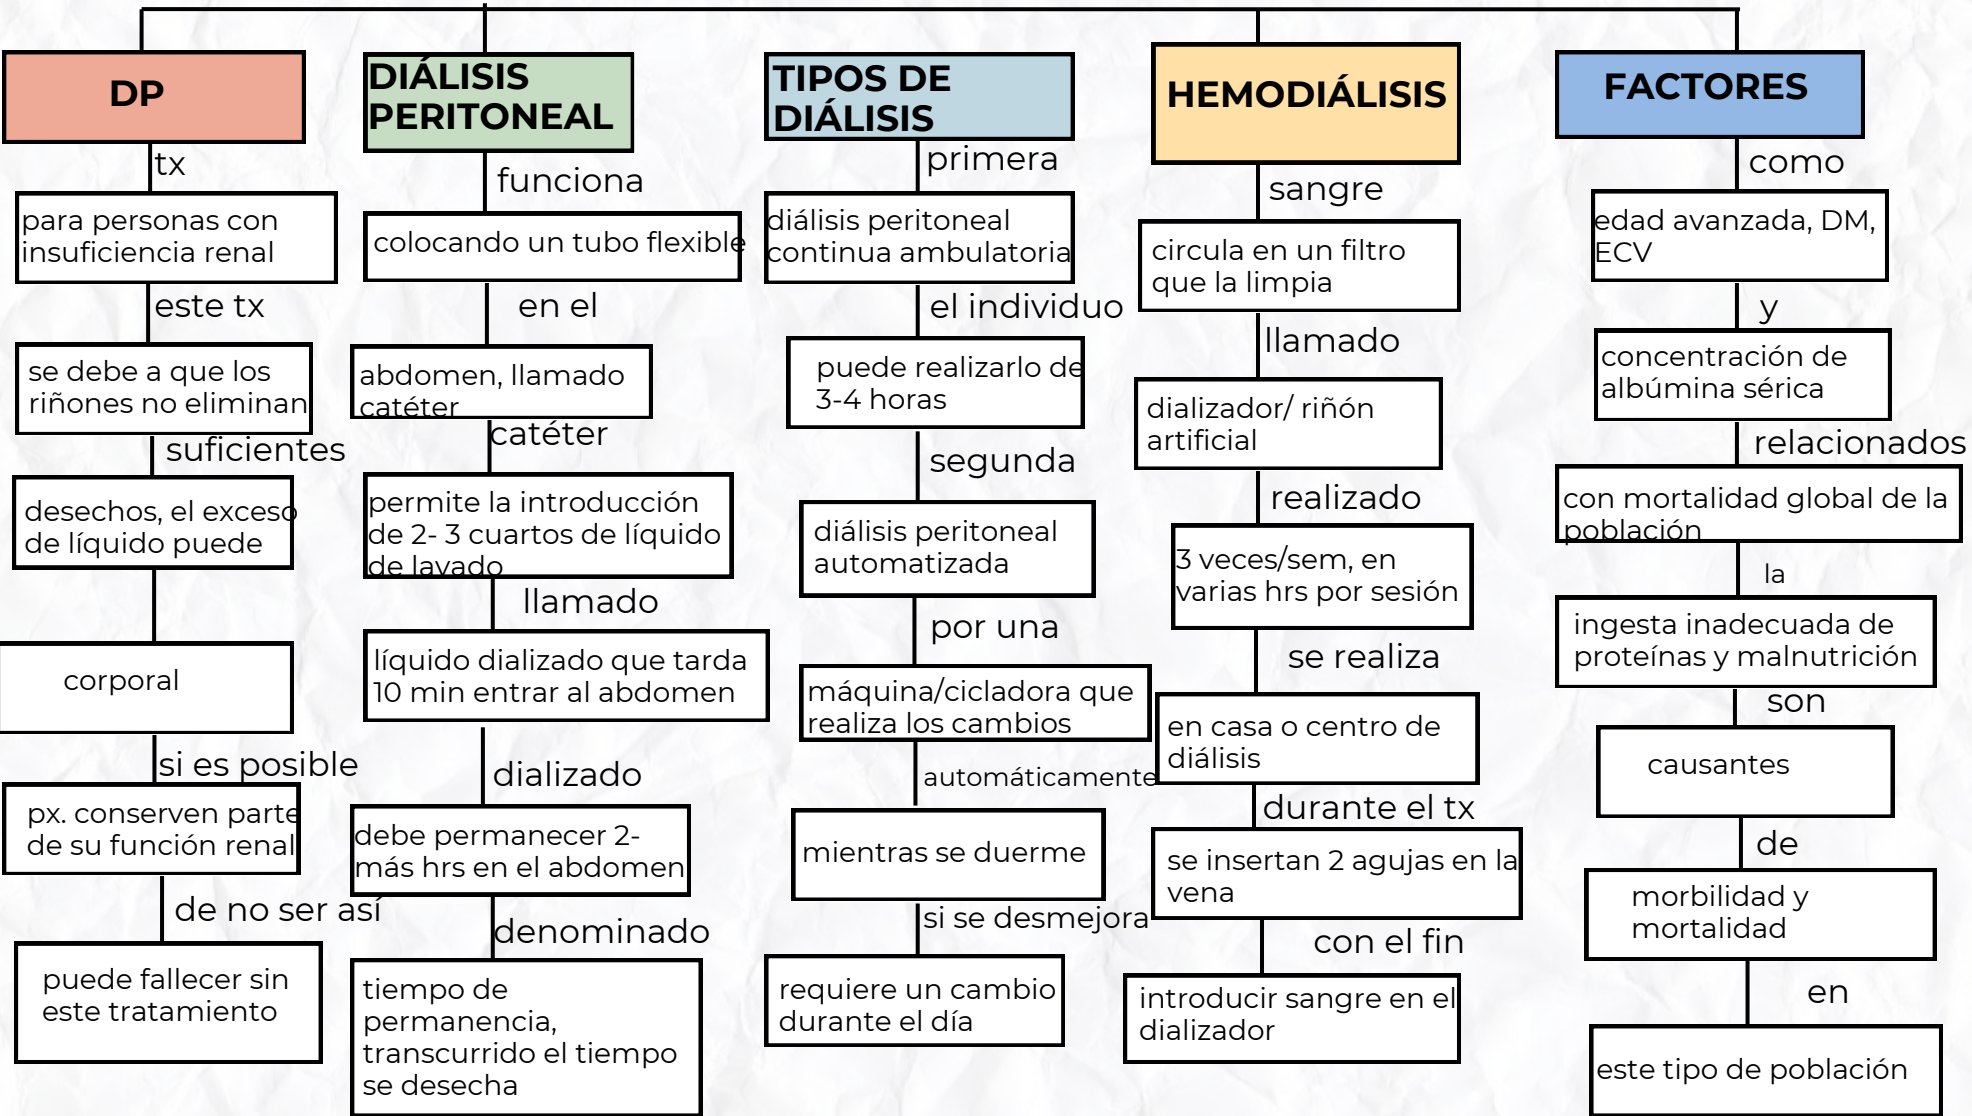 DP
tx
para personas con
insuficiencia renal
este tx
se debe a que los
riñones no eliminan
suficientes
desechos, el exceso
de líquido puede
corporal
si es posible
px. conserven parte
de su función renal
de no ser así
puede fallecer sin
este tratamiento
DIÁLISIS
PERITONEAL
funciona
colocando un tubo flexible
en el
abdomen, llamado
catéter
catéter
permite la introducción
de 2- 3 cuartos de líquido
de lavado
llamado
líquido dializado que tarda
10 min entrar al abdomen
dializado
debe permanecer 2-
más hrs en el abdomen
denominado
tiempo de
permanencia,
transcurrido el tiempo
se desecha
TIPOS DE
DIÁLISIS
primera
diálisis peritoneal
continua ambulatoria
el individuo
puede realizarlo de
3-4 horas
segunda
diálisis peritoneal
automatizada
por una
máquina/cicladora que
realiza los cambios
automáticamente
mientras se duerme
si se desmejora
requiere un cambio
durante el día
HEMODIÁLISIS
sangre
circula en un filtro
que la limpia
llamado
dializador/ riñón
artificial
realizado
3 veces/sem, en
varias hrs por sesión
se realiza
en casa o centro de
diálisis
durante el tx
se insertan 2 agujas en la
vena
con el fin
introducir sangre en el
dializador
FACTORES
como
edad avanzada, DM,
ECV
y
concentración de
albúmina sérica
relacionados
con mortalidad global de la
población
la
ingesta inadecuada de
proteínas y malnutrición
son
causantes
de
morbilidad y
mortalidad
en
este tipo de población